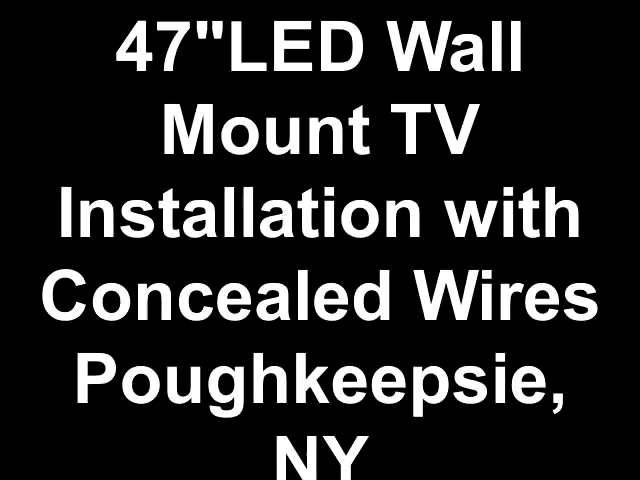 47"LED Wall
Mount TV
Installation with
Concealed Wires
Poughkeepsie,
NY